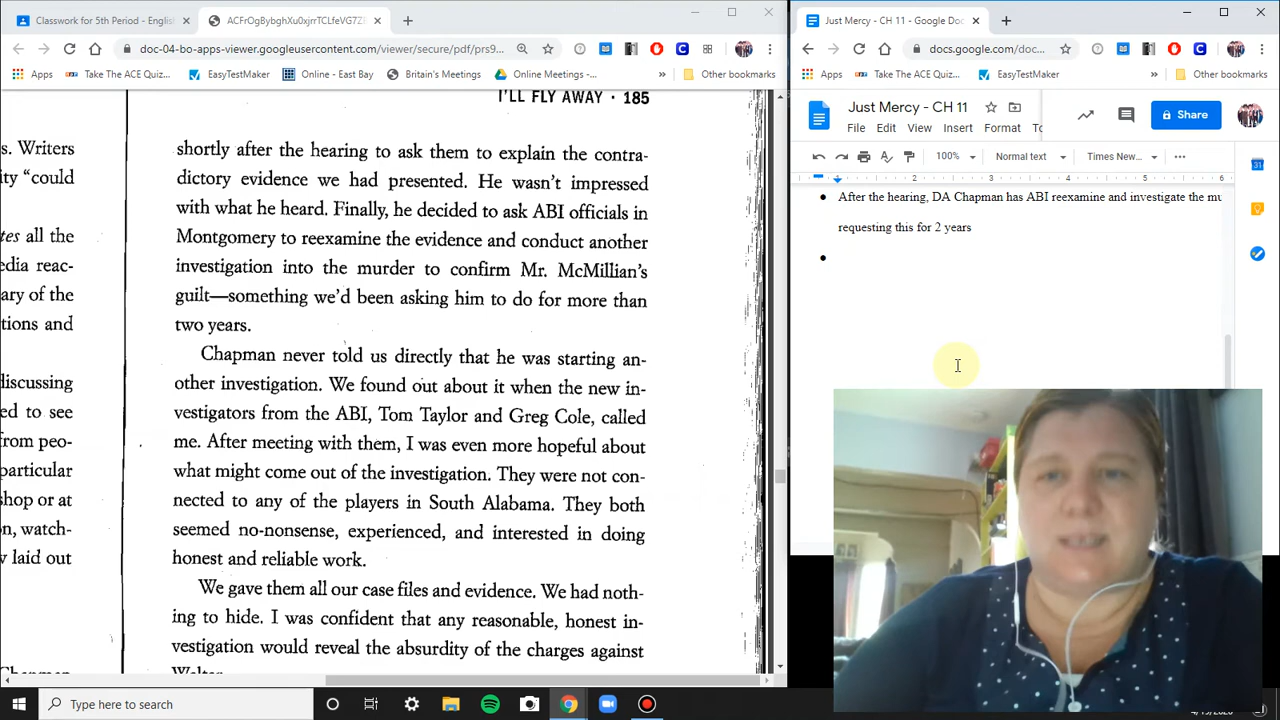 Classwork for 5th Period - English
ACFrOgBybghXu0xjrrTCLfeVG7Z
Just Mercy - CH 11 - Google Doc
doc-04-bo-apps-viewer.googleusercontent.com/viewer/secure/pdf/prs9...
docs.google.com/doc...
Apps
Take The ACE Quiz...
EasyTestMaker
Online - East Bay
Britain's Meetings
Online Meetings -...
Other bookmarks
Apps
Take The ACE Quiz...
EasyTestMaker
Other bookmarks
I'LL FLY AWAY · 185
s. Writers
ity "could
tes all the
edia reac-
ary of the
tions and
discussing
ed to see
from peo-
particular
shop or at
on, watch-
y laid out
shortly after the hearing to ask them to explain the contra-
dictory evidence we had presented. He wasn't impressed
with what he heard. Finally, he decided to ask ABI officials in
Montgomery to reexamine the evidence and conduct another
investigation into the murder to confirm Mr. McMillian's
guilt—something we'd been asking him to do for more than
two years.
Chapman never told us directly that he was starting an-
other investigation. We found out about it when the new in-
vestigators from the ABI, Tom Taylor and Greg Cole, called
me. After meeting with them, I was even more hopeful about
what might come out of the investigation. They were not con-
nected to any of the players in South Alabama. They both
seemed no-nonsense, experienced, and interested in doing
honest and reliable work.
We gave them all our case files and evidence. We had noth-
ing to hide. I was confident that any reasonable, honest in-
vestigation would reveal the absurdity of the charges against
Just Mercy - CH 11
Share
File Edit View Insert Format To
100% Normal text Times New...
2 3 4 5 6
After the hearing, DA Chapman has ABI reexamine and investigate the mu
requesting this for 2 years
Type here to search